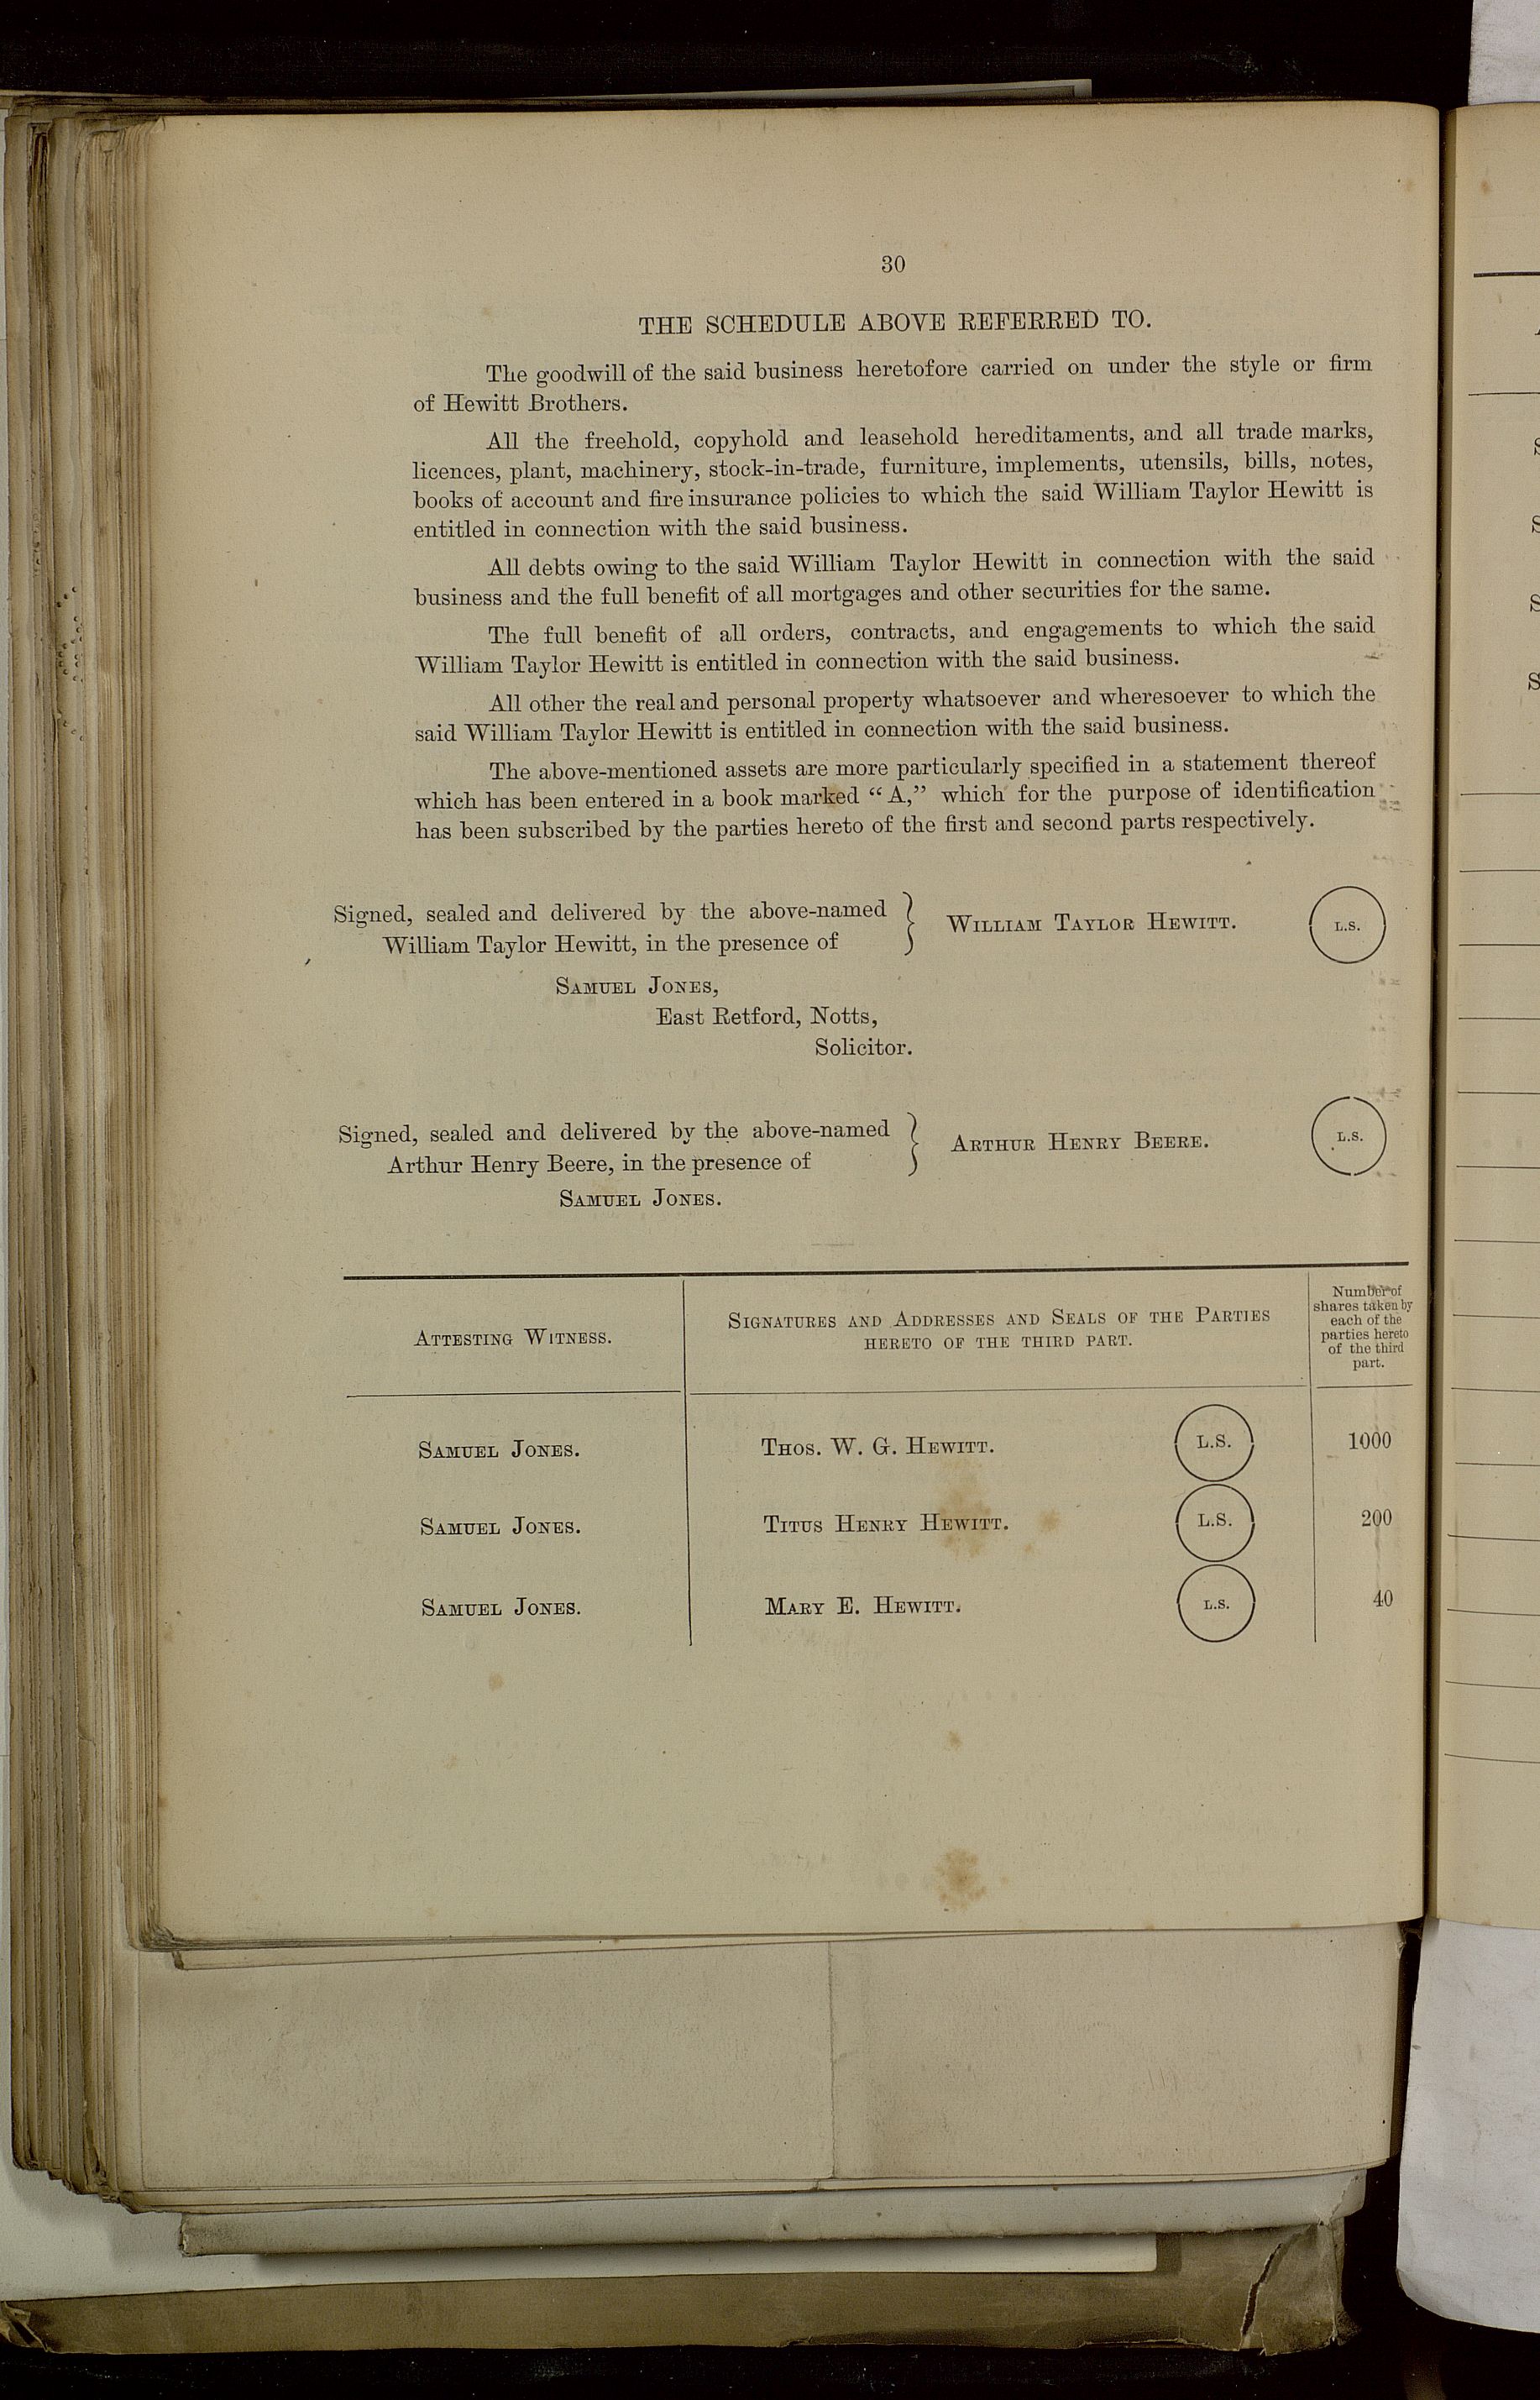 30
THE SCHEDULE ABOVE REFERRED TO.
The goodwill of the said business heretofore carried on under the style or firm
of Hewitt Brothers.
All the freehold, copyhold and leasehold hereditaments, and all trade marks,
licences, plant, machinery, stock-in-trade, furniture, implements, utensils, bills, notes,
books of account and fire insurance policies to which the said William Taylor Hewitt is
entitled in connection with the said business.
All debts owing to the said William Taylor Hewitt in connection with the said
business and the full benefit of all mortgages and other securities for the same.
The full benefit of all orders, contracts, and engagements to which the said
William Taylor Hewitt is entitled in connection with the said business.
All other the real and personal property whatsoever and wheresoever to which the
said William Taylor Hewitt is entitled in connection with the said business.
The above-mentioned assets are more particularly specified in a statement thereof
which has been entered in a book marked “A,” which for the purpose of identification
has been subscribed by the parties hereto of the first and second parts respectively.
Signed, sealed and delivered by the above-named
William Taylor Hewitt, in the presence of
WILLIAM TAYLOR HEWITT. L.S.
SAMUEL JONES,
East Retford, Notts,
Solicitor.
Signed, sealed and delivered by the above-named
Arthur Henry Beere, in the presence of
ARTHUR HENRY BEERE. L.S.
SAMUEL JONES.
ATTESTING WITNESS.
SIGNATURES AND ADDRESSES AND SEALS OF THE PARTIES
HERETO OF THE THIRD PART.
Number of
shares taken by
each of the
parties hereto
of the third
part.
SAMUEL JONES. THOS. W. G. HEWITT. L.S. 1000
SAMUEL JONES. TITUS HENRY HEWITT. L.S. 200
SAMUEL JONES. MARY E. HEWITT. L.S. 40